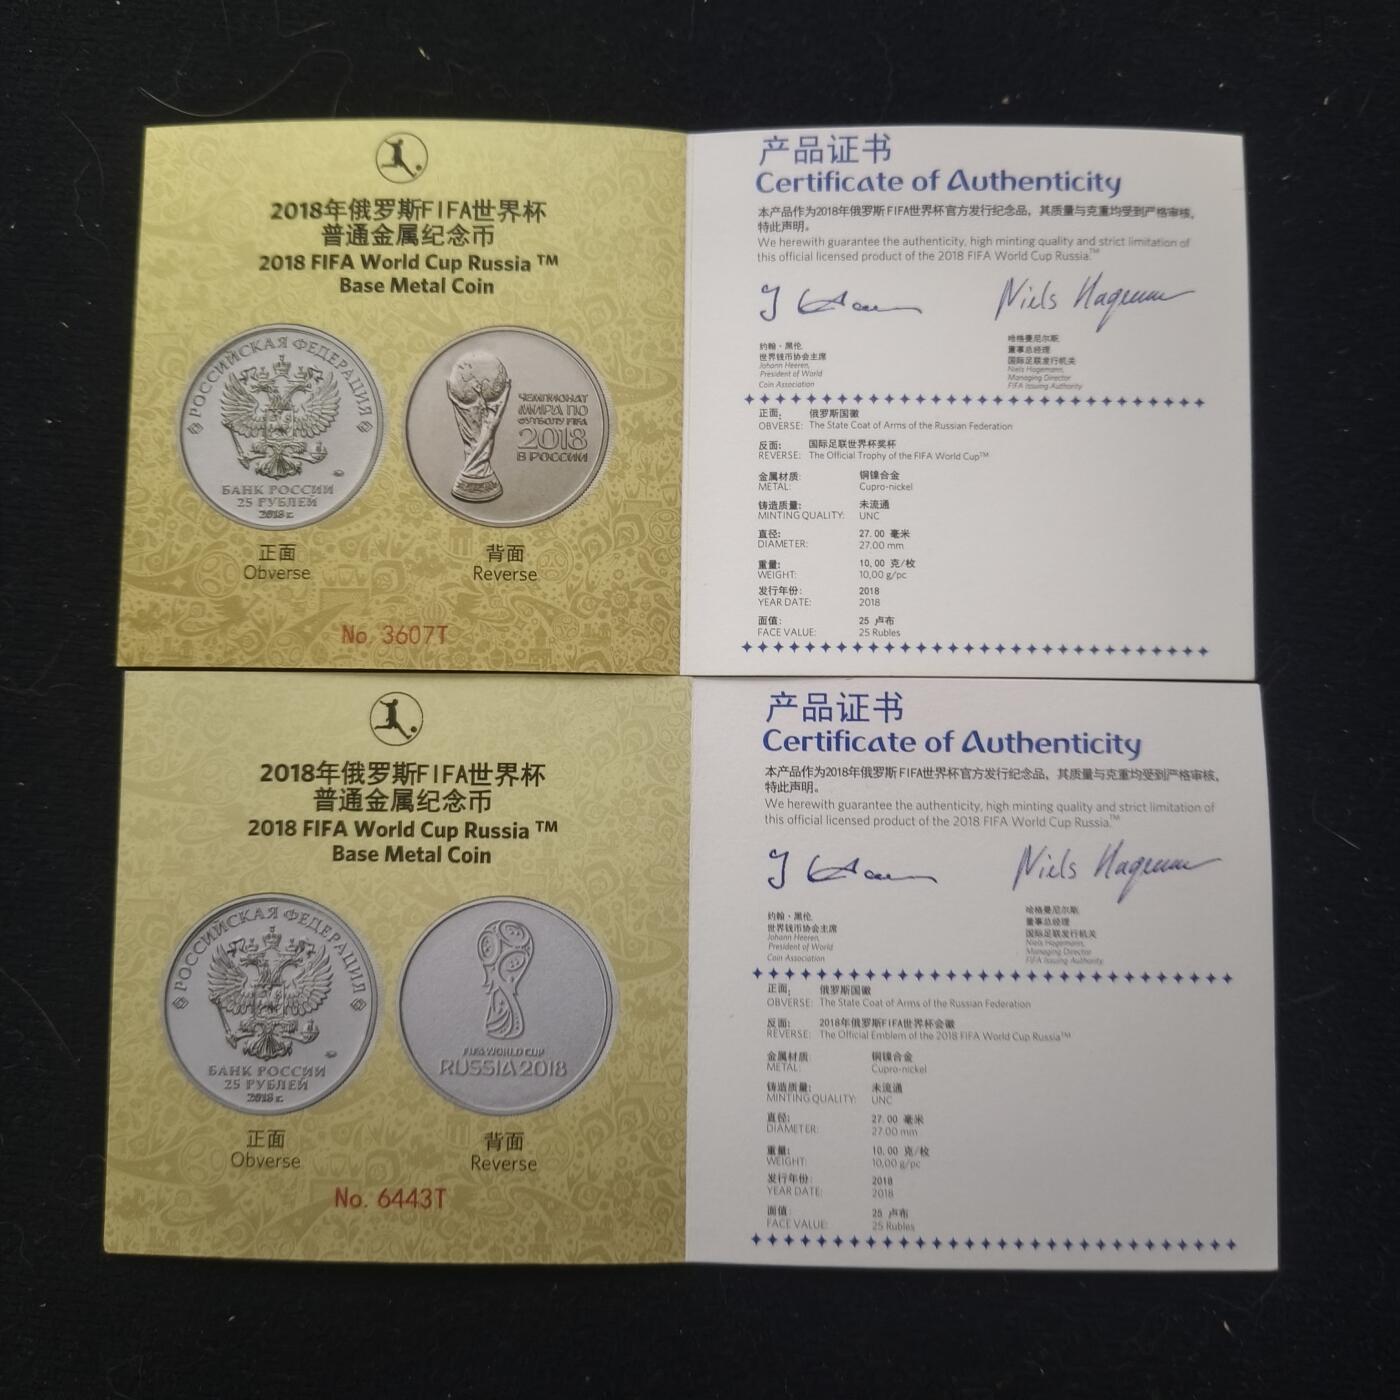 2018年俄罗斯FIFA世界杯
普通金属纪念币
2018 FIFA World Cup Russia ™
Base Metal Coin
РОССИЙСКАЯ ФЕДЕРАЦИЯ
БАНК РОССИИ
25 РУБЛЕЙ
2018 г.
ЧЕМПИОНАТ
МИРА ПО
ФУТБОЛУ FIFA
2018
В РОССИИ
正面
Obverse
背面
Reverse
No. 3607T
产品证书
Certificate of Authenticity
本产品作为2018年俄罗斯FIFA世界杯官方发行纪念品，其质量与克重均受到严格审核，
特此声明。
We herewith guarantee the authenticity, high minting quality and strict limitation of
this official licensed product of the 2018 FIFA World Cup Russia.™
Niels Hagemann
约翰·黑伦
世界钱币协会主席
Johann Heeren,
President of World
Coin Association
哈格曼尼尔斯
董事总经理
国际足联发行机关
Niels Hagemann,
Managing Director
FIFA Issuing Authority
正面： 俄罗斯国徽
OBVERSE: The State Coat of Arms of the Russian Federation
反面： 国际足联世界杯奖杯
REVERSE: The Official Trophy of the FIFA World Cup™
金属材质： 铜镍合金
METAL: Cupro-nickel
铸造质量： 未流通
MINTING QUALITY: UNC
直径： 27.00 毫米
DIAMETER: 27.00 mm
重量： 10.00 克/枚
WEIGHT: 10,00 g/pc
发行年份： 2018
YEAR DATE: 2018
面值： 25 卢布
FACE VALUE: 25 Rubles
2018年俄罗斯FIFA世界杯
普通金属纪念币
2018 FIFA World Cup Russia ™
Base Metal Coin
РОССИЙСКАЯ ФЕДЕРАЦИЯ
БАНК РОССИИ
25 РУБЛЕЙ
2018 г.
FIFA WORLD CUP
RUSSIA 2018
正面
Obverse
背面
Reverse
No. 6443T
产品证书
Certificate of Authenticity
本产品作为2018年俄罗斯FIFA世界杯官方发行纪念品，其质量与克重均受到严格审核，
特此声明。
We herewith guarantee the authenticity, high minting quality and strict limitation of
this official licensed product of the 2018 FIFA World Cup Russia.™
Niels Hagemann
约翰·黑伦
世界钱币协会主席
Johann Heeren,
President of World
Coin Association
哈格曼尼尔斯
董事总经理
国际足联发行机关
Niels Hagemann,
Managing Director
FIFA Issuing Authority
正面： 俄罗斯国徽
OBVERSE: The State Coat of Arms of the Russian Federation
反面： 2018年俄罗斯FIFA世界杯会徽
REVERSE: The Official Emblem of the 2018 FIFA World Cup Russia™
金属材质： 铜镍合金
METAL: Cupro-nickel
铸造质量： 未流通
MINTING QUALITY: UNC
直径： 27.00 毫米
DIAMETER: 27.00 mm
重量： 10.00 克/枚
WEIGHT: 10,00 g/pc
发行年份： 2018
YEAR DATE: 2018
面值： 25 卢布
FACE VALUE: 25 Rubles